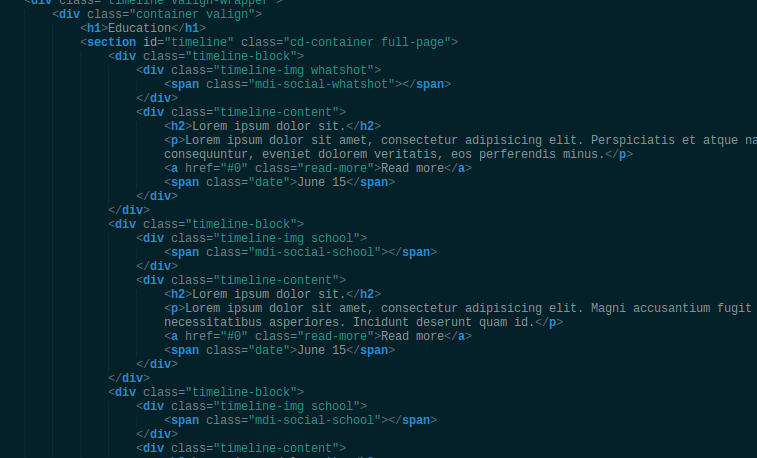 <div class="timeline valign-wrapper">
<div class="container valign">
<h1>Education</h1>
<section id="timeline" class="cd-container full-page">
<div class="timeline-block">
<div class="timeline-img whatshot">
<span class="mdi-social-whatshot"></span>
</div>
<div class="timeline-content">
<h2>Lorem ipsum dolor sit.</h2>
<p>Lorem ipsum dolor sit amet, consectetur adipisicing elit. Perspiciatis et atque na
consequuntur, eveniet dolorem veritatis, eos perferendis minus.</p>
<a href="#0" class="read-more">Read more</a>
<span class="date">June 15</span>
</div>
</div>
<div class="timeline-block">
<div class="timeline-img school">
<span class="mdi-social-school"></span>
</div>
<div class="timeline-content">
<h2>Lorem ipsum dolor sit.</h2>
<p>Lorem ipsum dolor sit amet, consectetur adipisicing elit. Magni accusantium fugit
necessitatibus asperiores. Incidunt deserunt quam id.</p>
<a href="#0" class="read-more">Read more</a>
<span class="date">June 15</span>
</div>
</div>
<div class="timeline-block">
<div class="timeline-img school">
<span class="mdi-social-school"></span>
</div>
<div class="timeline-content">